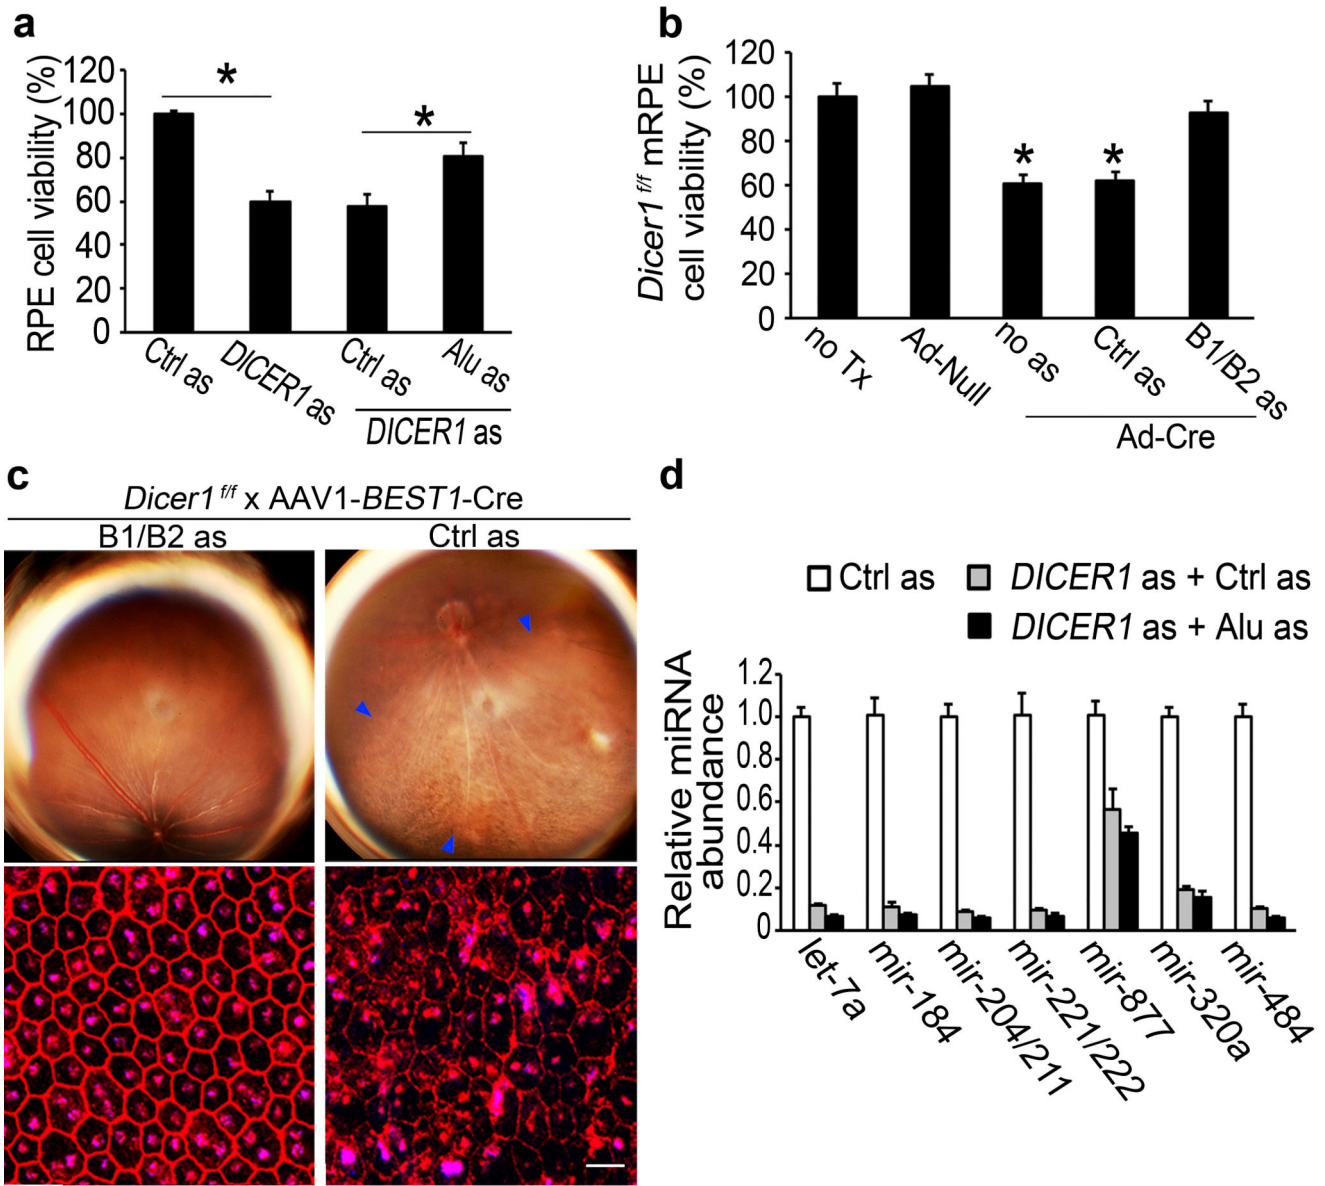 a
RPE cell viability (%)
120
100
80
60
40
20
0
*
*
Ctrl as
DICER1 as
Ctrl as
Alu as
DICER1 as
b
Dicer1 f/f mRPE
cell viability (%)
120
100
80
60
40
20
0
*
*
no Tx
Ad-Null
no as
Ctrl as
B1/B2 as
Ad-Cre
c
Dicer1 f/f x AAV1-BEST1-Cre
B1/B2 as
Ctrl as
d
Ctrl as
DICER1 as + Ctrl as
DICER1 as + Alu as
Relative miRNA
abundance
1.2
1.0
0.8
0.6
0.4
0.2
0
let-7a
mir-184
mir-204/211
mir-221/222
mir-877
mir-320a
mir-484